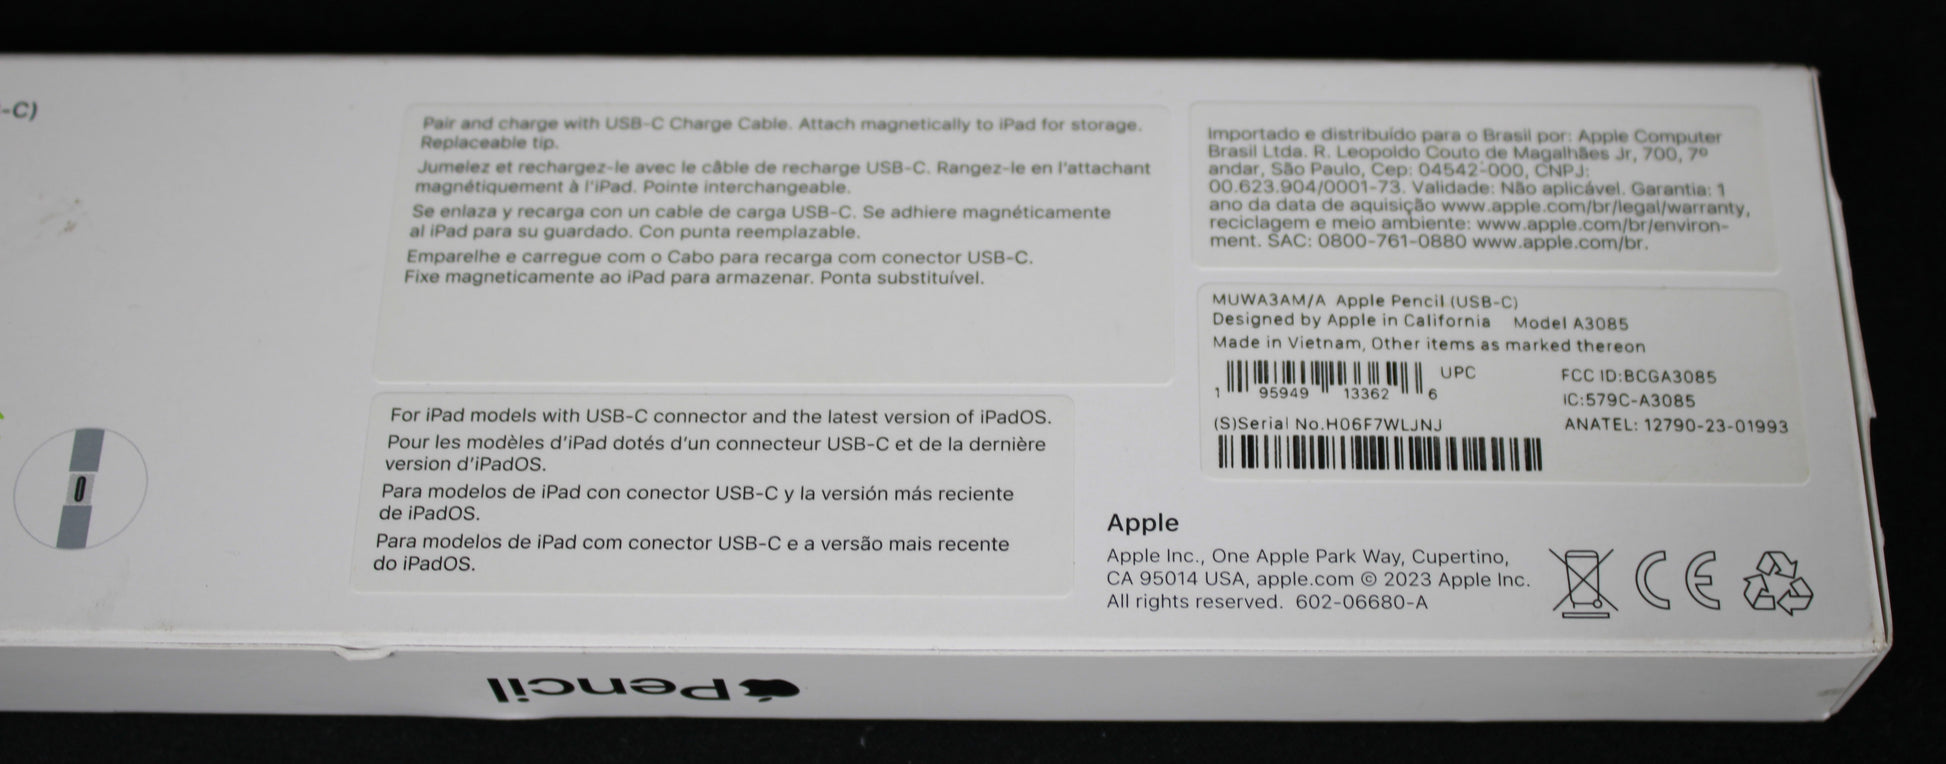 -C)
Pair and charge with USB-C Charge Cable. Attach magnetically to iPad for storage.
Replaceable tip.
Jumelez et rechargez-le avec le câble de recharge USB-C. Rangez-le en l'attachant
magnétiquement à l'iPad. Pointe interchangeable.
Se enlaza y recarga con un cable de carga USB-C. Se adhiere magnéticamente
al iPad para su guardado. Con punta reemplazable.
Emparelhe e carregue com o Cabo para recarga com conector USB-C.
Fixe magneticamente ao iPad para armazenar. Ponta substituível.
For iPad models with USB-C connector and the latest version of iPadOS.
Pour les modèles d'iPad dotés d'un connecteur USB-C et de la dernière
version d'iPadOS.
Para modelos de iPad con conector USB-C y la versión más reciente
de iPadOS.
Para modelos de iPad com conector USB-C e a versão mais recente
do iPadOS.
Importado e distribuído para o Brasil por: Apple Computer
Brasil Ltda. R. Leopoldo Couto de Magalhães Jr, 700, 7º
andar, São Paulo, Cep: 04542-000, CNPJ:
00.623.904/0001-73. Validade: Não aplicável. Garantia: 1
ano da data de aquisição www.apple.com/br/legal/warranty,
reciclagem e meio ambiente: www.apple.com/br/environ-
ment. SAC: 0800-761-0880 www.apple.com/br.
MUWA3AM/A Apple Pencil (USB-C)
Designed by Apple in California Model A3085
Made in Vietnam, Other items as marked thereon
UPC
1 95949 13362 6
FCC ID:BCGA3085
IC:579C-A3085
(S)Serial No.H06F7WLJNJ
ANATEL: 12790-23-01993
Apple
Apple Inc., One Apple Park Way, Cupertino,
CA 95014 USA, apple.com © 2023 Apple Inc.
All rights reserved. 602-06680-A
CE
Pencil